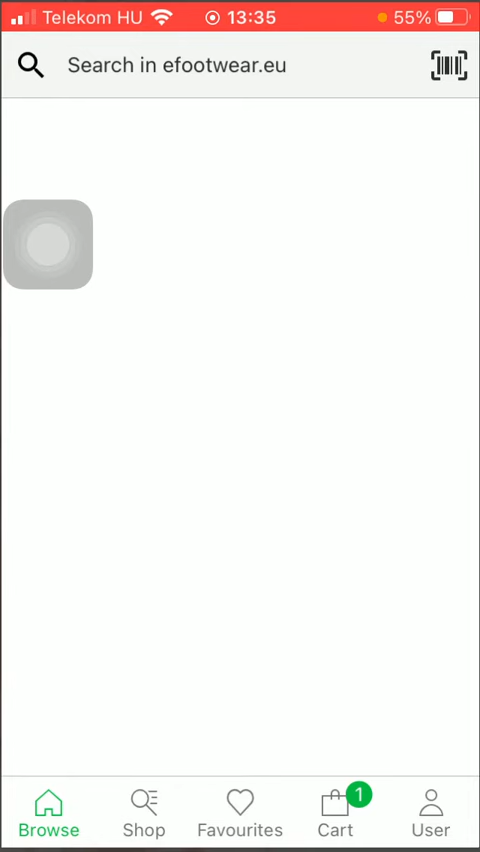 Telekom HU 13:35 55%
Search in efootwear.eu
1
Browse Shop Favourites Cart User